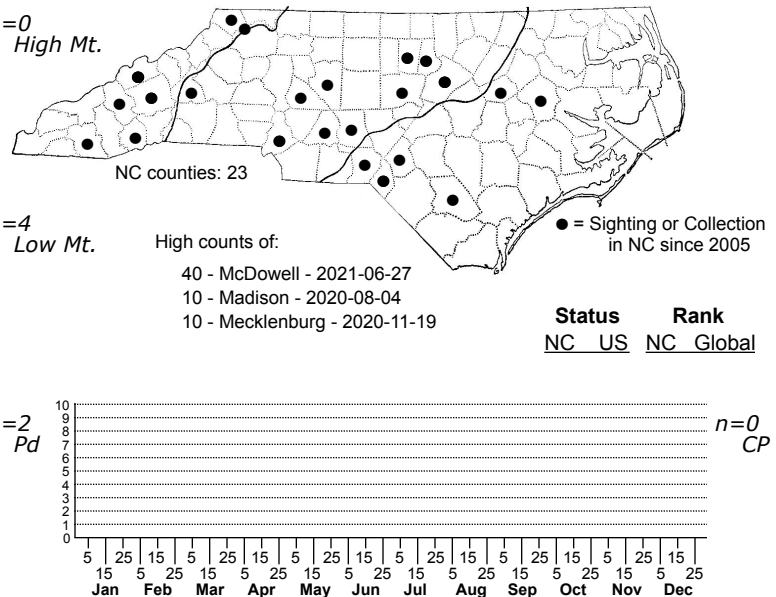 =0
High Mt.
NC counties: 23
=4
Low Mt.
High counts of:
40 - McDowell - 2021-06-27
10 - Madison - 2020-08-04
10 - Mecklenburg - 2020-11-19
= Sighting or Collection
in NC since 2005
Status Rank
NC US NC Global
=2
Pd
n=0
CP
10
9
8
7
6
5
4
3
2
1
0
5 25 15 5 25 15 5 25 15 5 25 15 5 25 15 5 25 15
15 5 25 15 5 25 15 5 25 15 5 25 15 5 25 15 5 25
Jan Feb Mar Apr May Jun Jul Aug Sep Oct Nov Dec